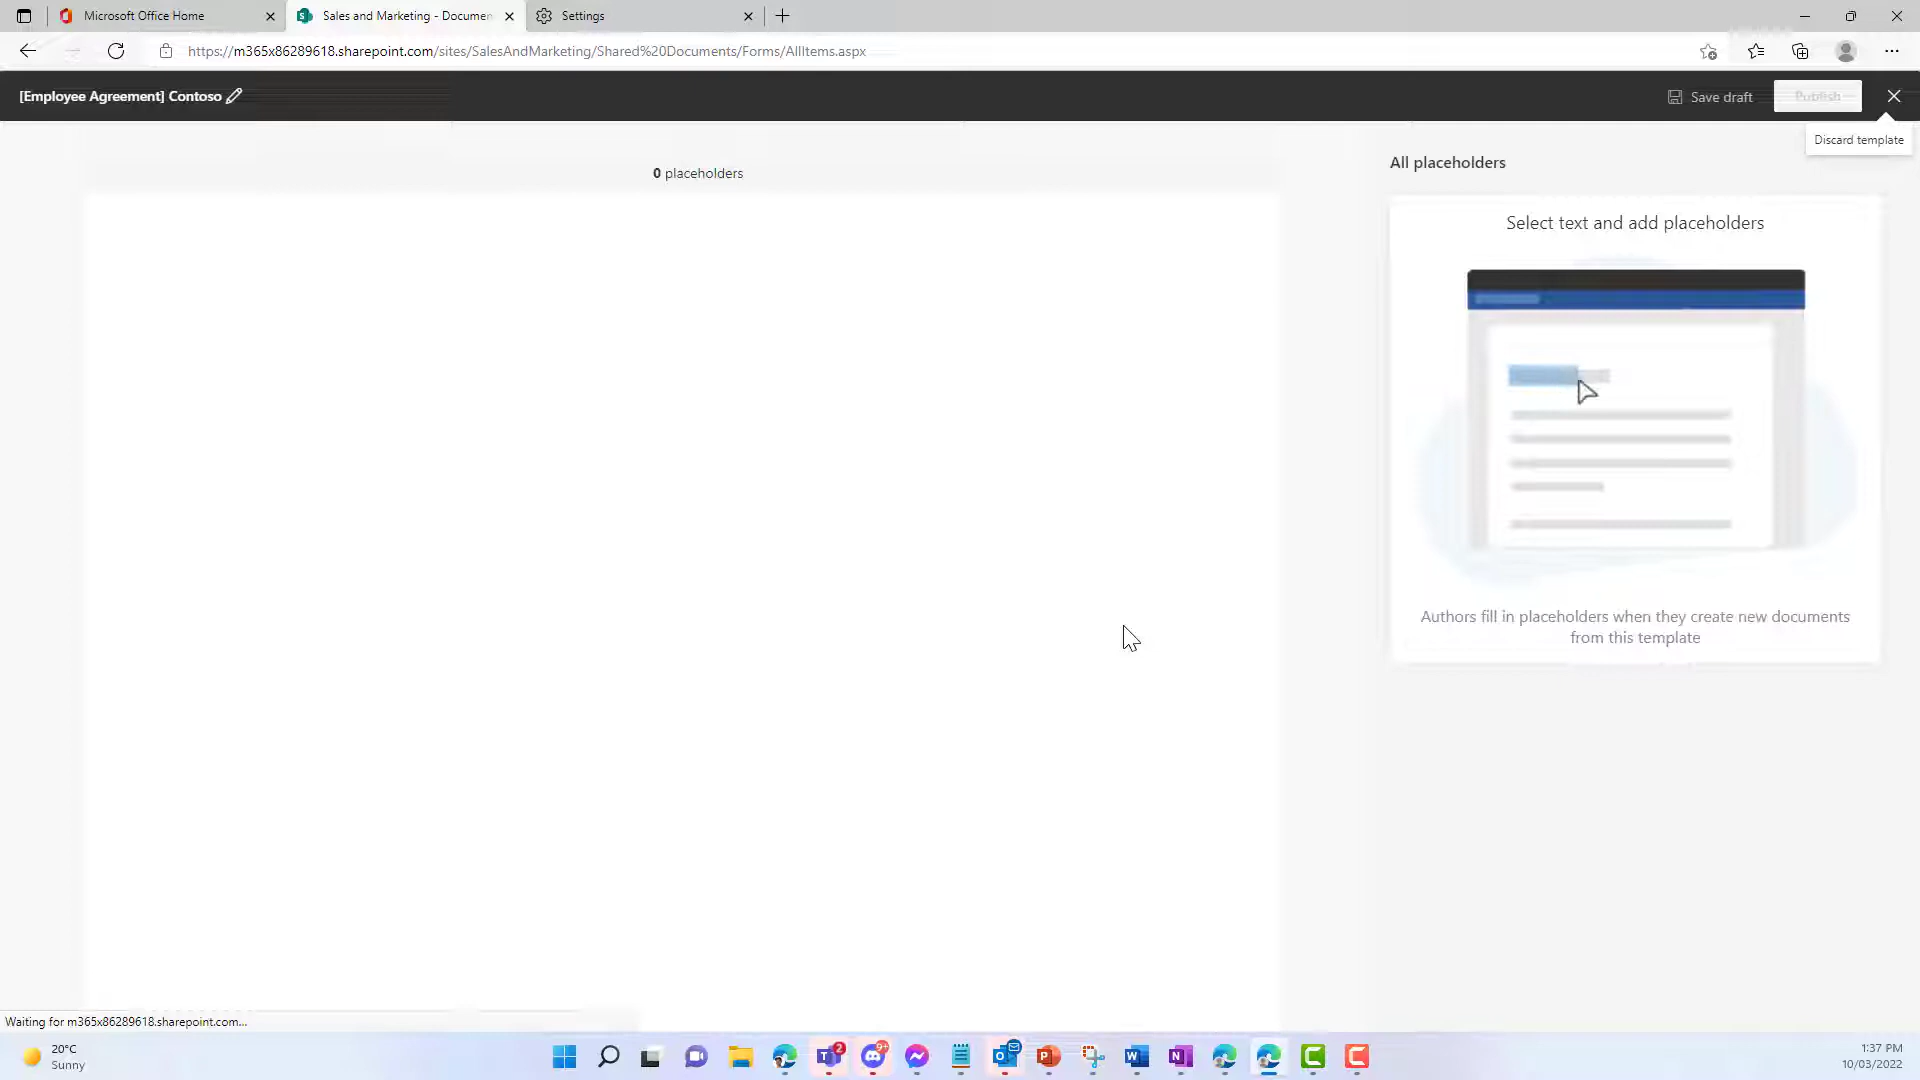 Microsoft Office Home
Sales and Marketing - Documen
Settings
https://m365x86289618.sharepoint.com/sites/SalesAndMarketing/Shared%20Documents/Forms/AllItems.aspx
[Employee Agreement] Contoso
Save draft
Publish
Discard template
0 placeholders
All placeholders
Select text and add placeholders
Authors fill in placeholders when they create new documents
from this template
Waiting for m365x86289618.sharepoint.com...
20°C
Sunny
2
9+
1:37 PM
10/03/2022